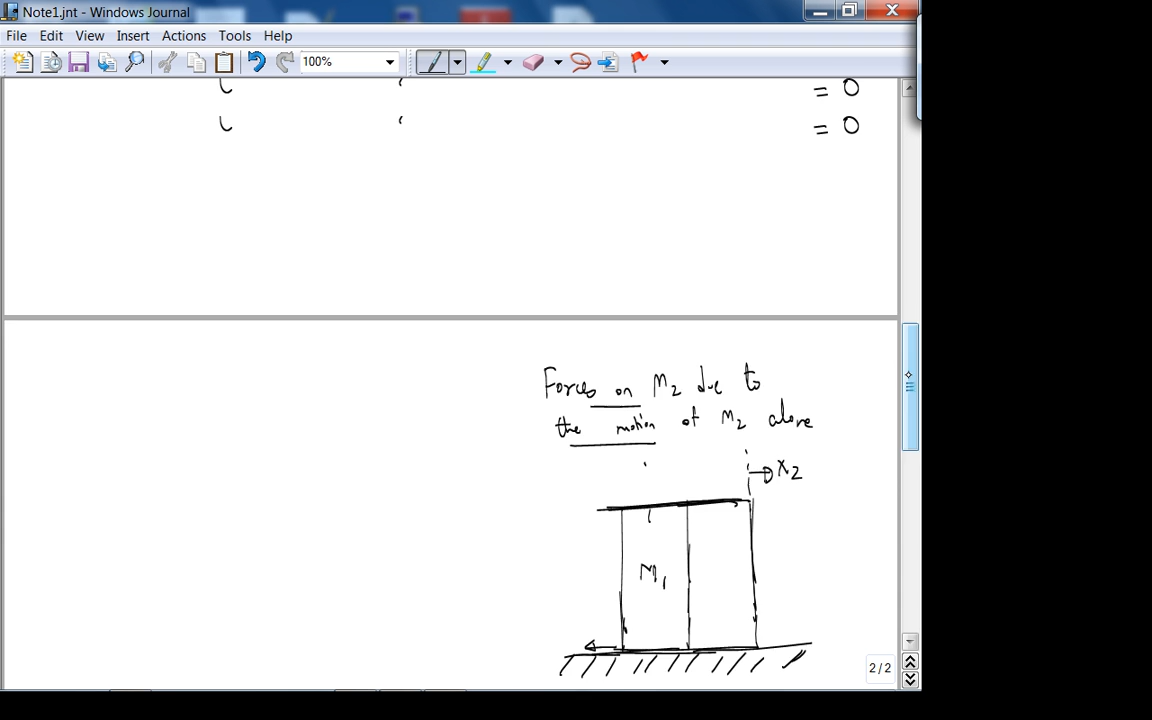 Note1.jnt - Windows Journal
File Edit View Insert Actions Tools Help
100%
= 0
= 0
Forces on M2 due to
the motion of M2 alone
x2
M1
2/2